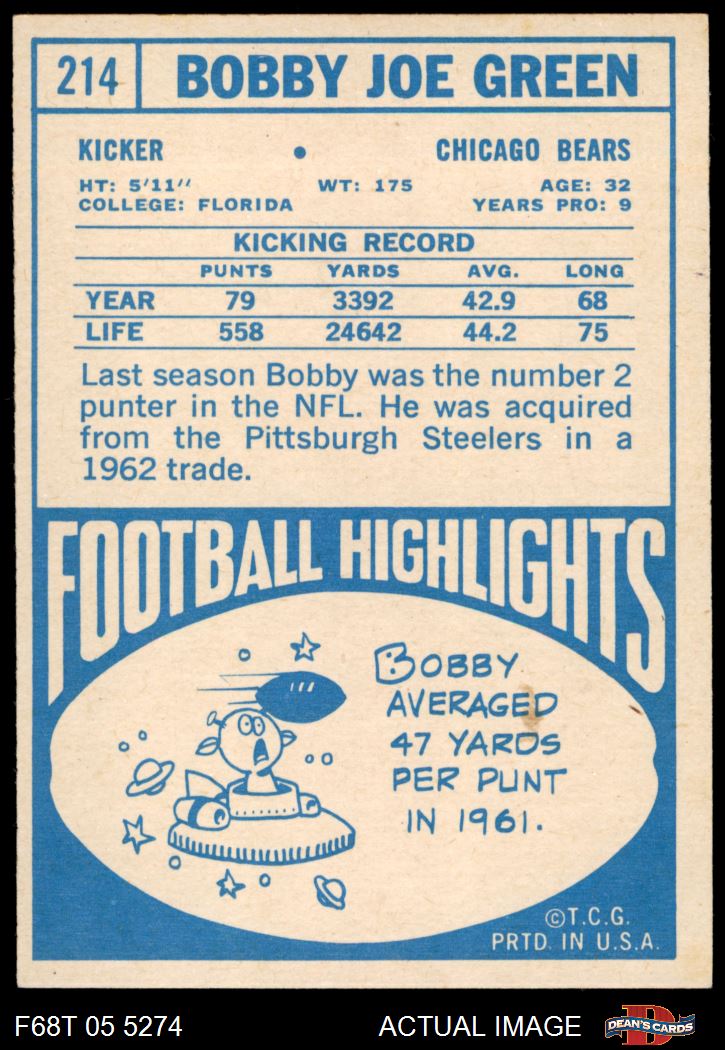 214 BOBBY JOE GREEN
KICKER • CHICAGO BEARS
HT: 5'11" WT: 175 AGE: 32
COLLEGE: FLORIDA YEARS PRO: 9
KICKING RECORD
PUNTS YARDS AVG. LONG
YEAR 79 3392 42.9 68
LIFE 558 24642 44.2 75
Last season Bobby was the number 2
punter in the NFL. He was acquired
from the Pittsburgh Steelers in a
1962 trade.
FOOTBALL HIGHLIGHTS
BOBBY
AVERAGED
47 YARDS
PER PUNT
IN 1961.
©T.C.G.
PRTD. IN U.S.A.
F68T 05 5274 ACTUAL IMAGE D DEAN'S CARDS